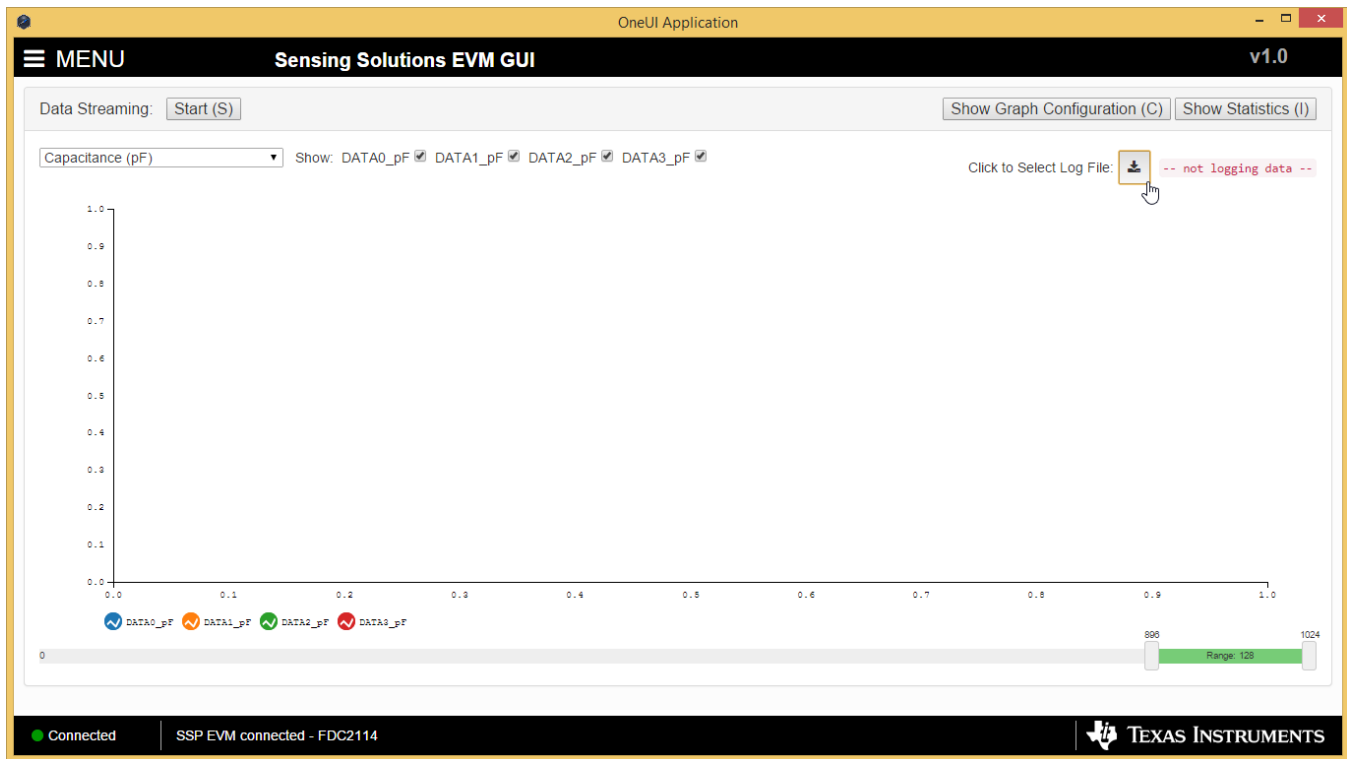 OneUI Application
MENU Sensing Solutions EVM GUI v1.0
Data Streaming: Start (S) Show Graph Configuration (C) Show Statistics (I)
Capacitance (pF) Show: DATA0_pF DATA1_pF DATA2_pF DATA3_pF Click to Select Log File: -- not logging data --
1.0
0.9
0.8
0.7
0.6
0.5
0.4
0.3
0.2
0.1
0.0
0.0 0.1 0.2 0.3 0.4 0.5 0.6 0.7 0.8 0.9 1.0
DATA0_pF DATA1_pF DATA2_pF DATA3_pF
896 1024
0 Range: 128
Connected SSP EVM connected - FDC2114 TEXAS INSTRUMENTS